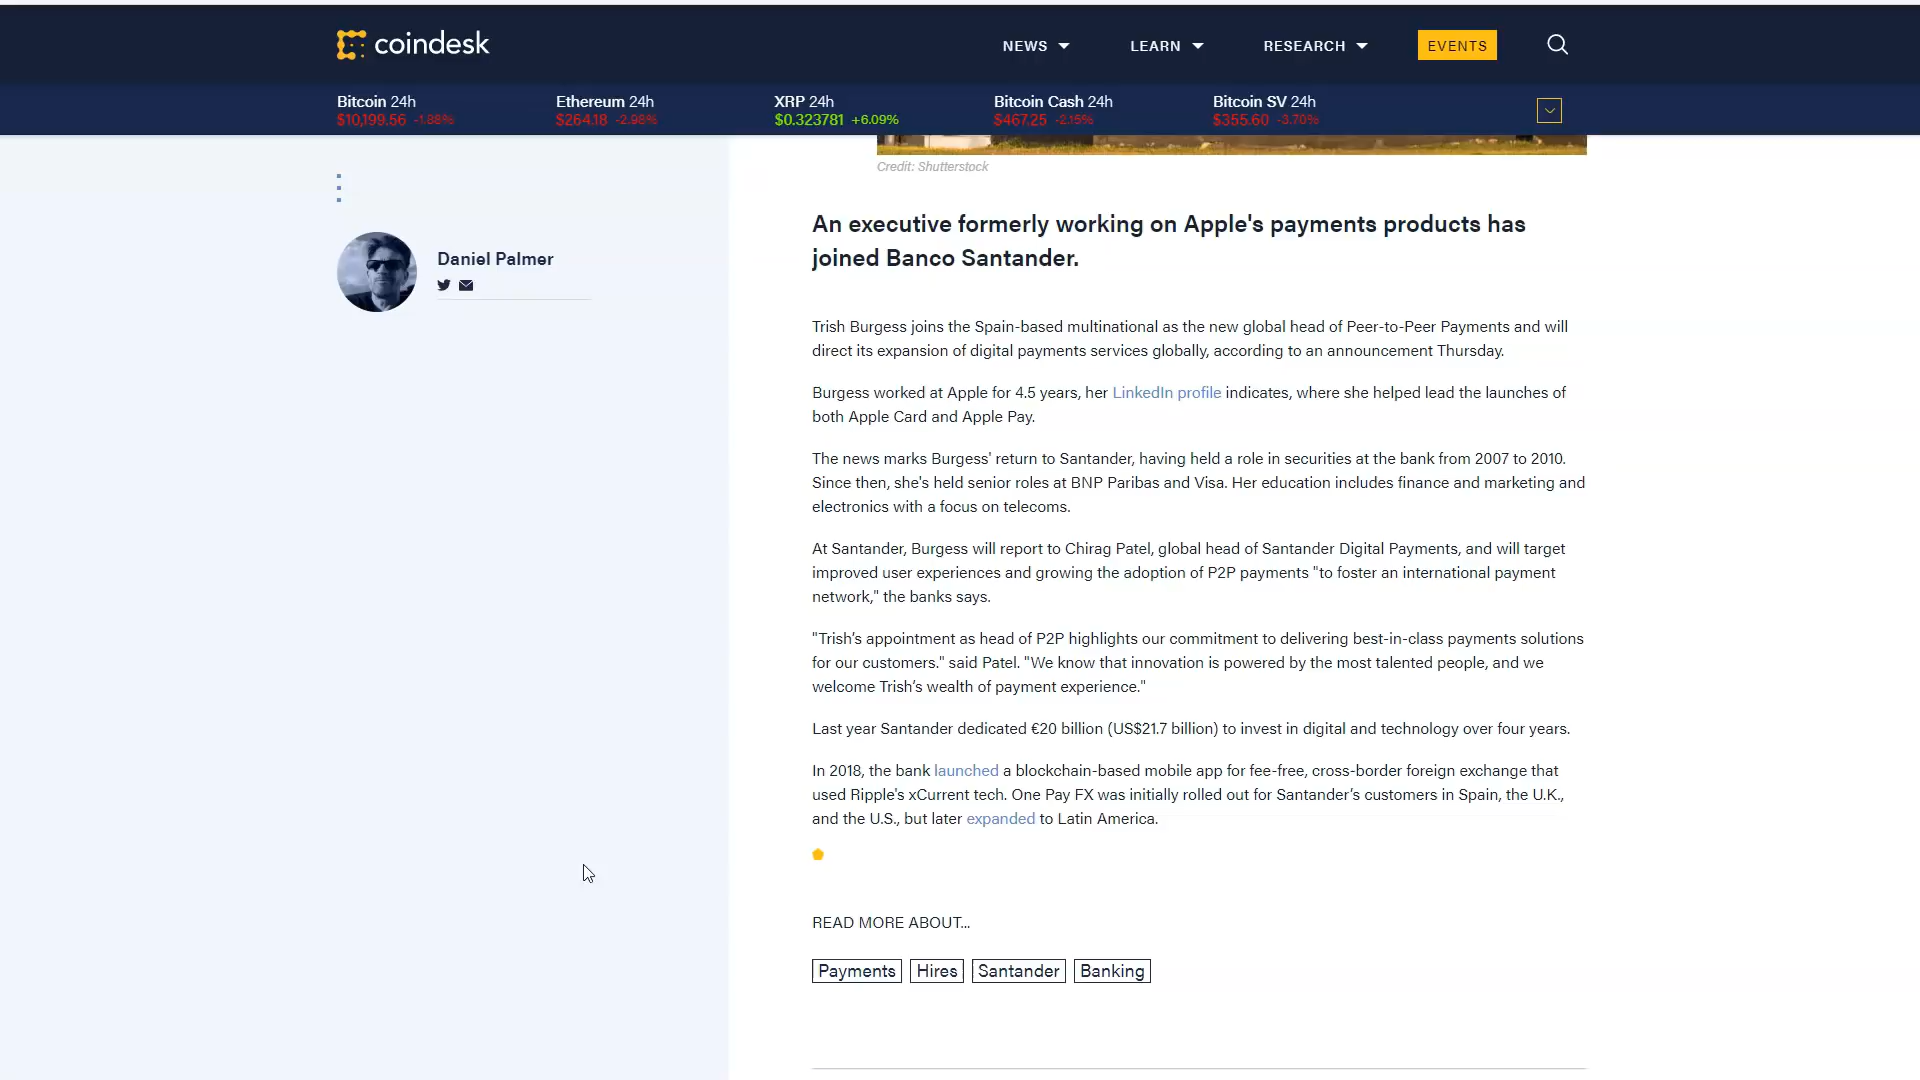 coindesk
NEWS
LEARN
RESEARCH
EVENTS
Bitcoin 24h
$10,199.56 -1.88%
Ethereum 24h
$264.18 -2.98%
XRP 24h
$0.323781 +6.09%
Bitcoin Cash 24h
$467.25 -2.15%
Bitcoin SV 24h
$355.60 -3.70%
Daniel Palmer
Credit: Shutterstock
An executive formerly working on Apple's payments products has
joined Banco Santander.
Trish Burgess joins the Spain-based multinational as the new global head of Peer-to-Peer Payments and will
direct its expansion of digital payments services globally, according to an announcement Thursday.
Burgess worked at Apple for 4.5 years, her LinkedIn profile indicates, where she helped lead the launches of
both Apple Card and Apple Pay.
The news marks Burgess' return to Santander, having held a role in securities at the bank from 2007 to 2010.
Since then, she's held senior roles at BNP Paribas and Visa. Her education includes finance and marketing and
electronics with a focus on telecoms.
At Santander, Burgess will report to Chirag Patel, global head of Santander Digital Payments, and will target
improved user experiences and growing the adoption of P2P payments "to foster an international payment
network," the banks says.
"Trish’s appointment as head of P2P highlights our commitment to delivering best-in-class payments solutions
for our customers." said Patel. "We know that innovation is powered by the most talented people, and we
welcome Trish’s wealth of payment experience."
Last year Santander dedicated €20 billion (US$21.7 billion) to invest in digital and technology over four years.
In 2018, the bank launched a blockchain-based mobile app for fee-free, cross-border foreign exchange that
used Ripple's xCurrent tech. One Pay FX was initially rolled out for Santander’s customers in Spain, the U.K.,
and the U.S., but later expanded to Latin America.
READ MORE ABOUT...
Payments Hires Santander Banking